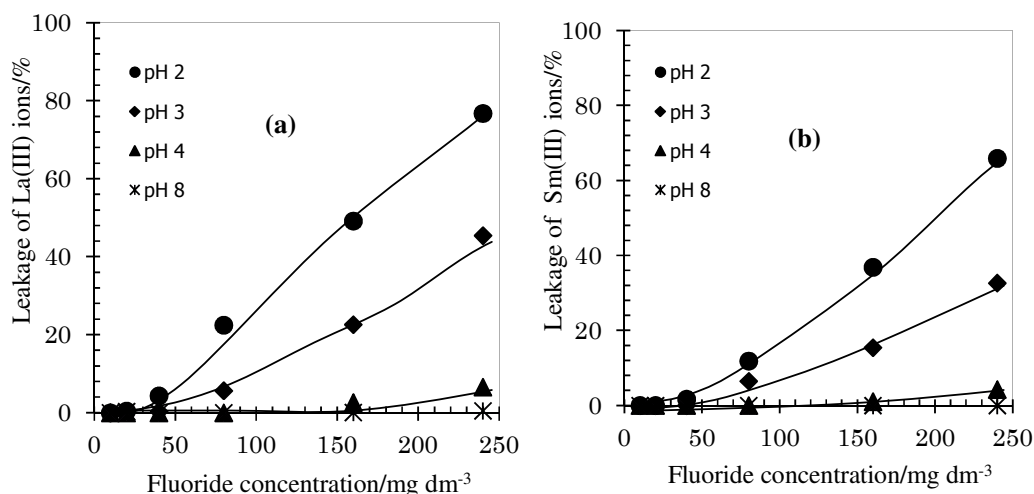 Leakage of La(III) ions/%
100
80
60
40
20
0
pH 2
pH 3
pH 4
pH 8
(a)
0 50 100 150 200 250
Fluoride concentration/mg dm-3
Leakage of Sm(III) ions/%
100
80
60
40
20
0
pH 2
pH 3
pH 4
pH 8
(b)
0 50 100 150 200 250
Fluoride concentration/mg dm-3